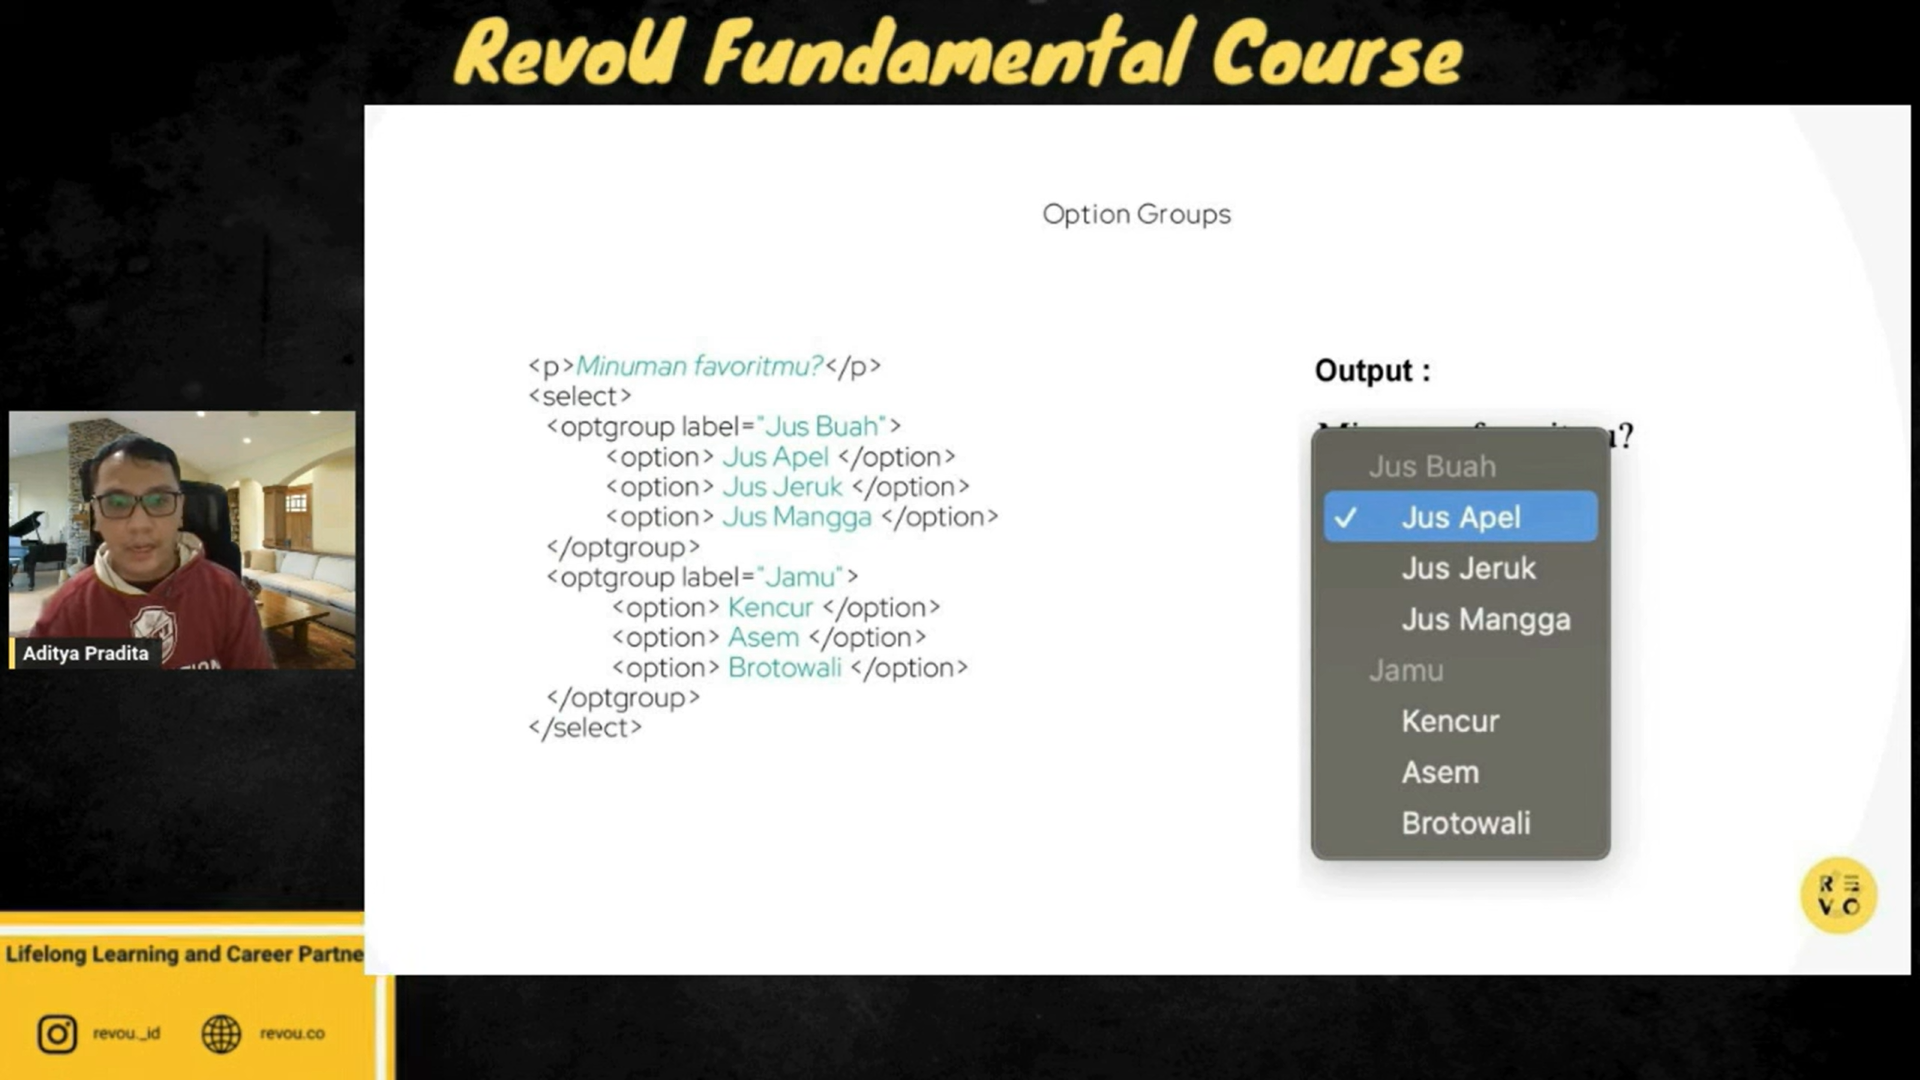 RevoU Fundamental Course
Option Groups
<p>Minuman favoritmu?</p>
<select>
<optgroup label="Jus Buah">
<option> Jus Apel </option>
<option> Jus Jeruk </option>
<option> Jus Mangga </option>
</optgroup>
<optgroup label="Jamu">
<option> Kencur </option>
<option> Asem </option>
<option> Brotowali </option>
</optgroup>
</select>
Output :
Jus Buah
✓ Jus Apel
Jus Jeruk
Jus Mangga
Jamu
Kencur
Asem
Brotowali
Aditya Pradita
Lifelong Learning and Career Partne
revou_id
revou.co